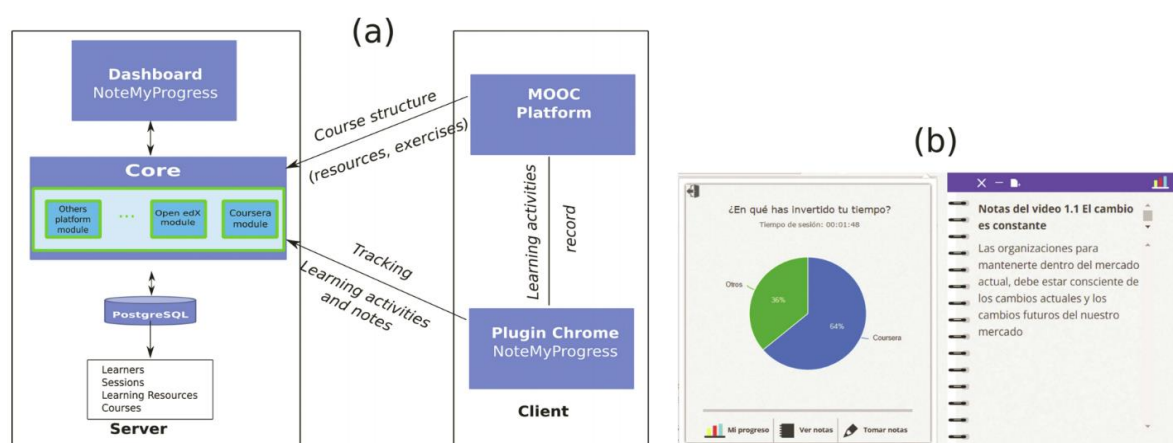 (a)
Dashboard
NoteMyProgress
Core
Others
platform
module
...
Open edX
module
Coursera
module
PostgreSQL
Learners
Sessions
Learning Resources
Courses
Server
Course structure
(resources, exercises)
Tracking
Learning activities
and notes
MOOC
Platform
Learning activities
record
Plugin Chrome
NoteMyProgress
Client
(b)
¿En qué has invertido tu tiempo?
Tiempo de sesión: 00:01:48
Otros
36%
64%
Coursera
Mi progreso
Ver notas
Tomar notas
Notas del video 1.1 El cambio
es constante
Las organizaciones para
mantenerte dentro del mercado
actual, debe estar consciente de
los cambios actuales y los
cambios futuros del nuestro
mercado